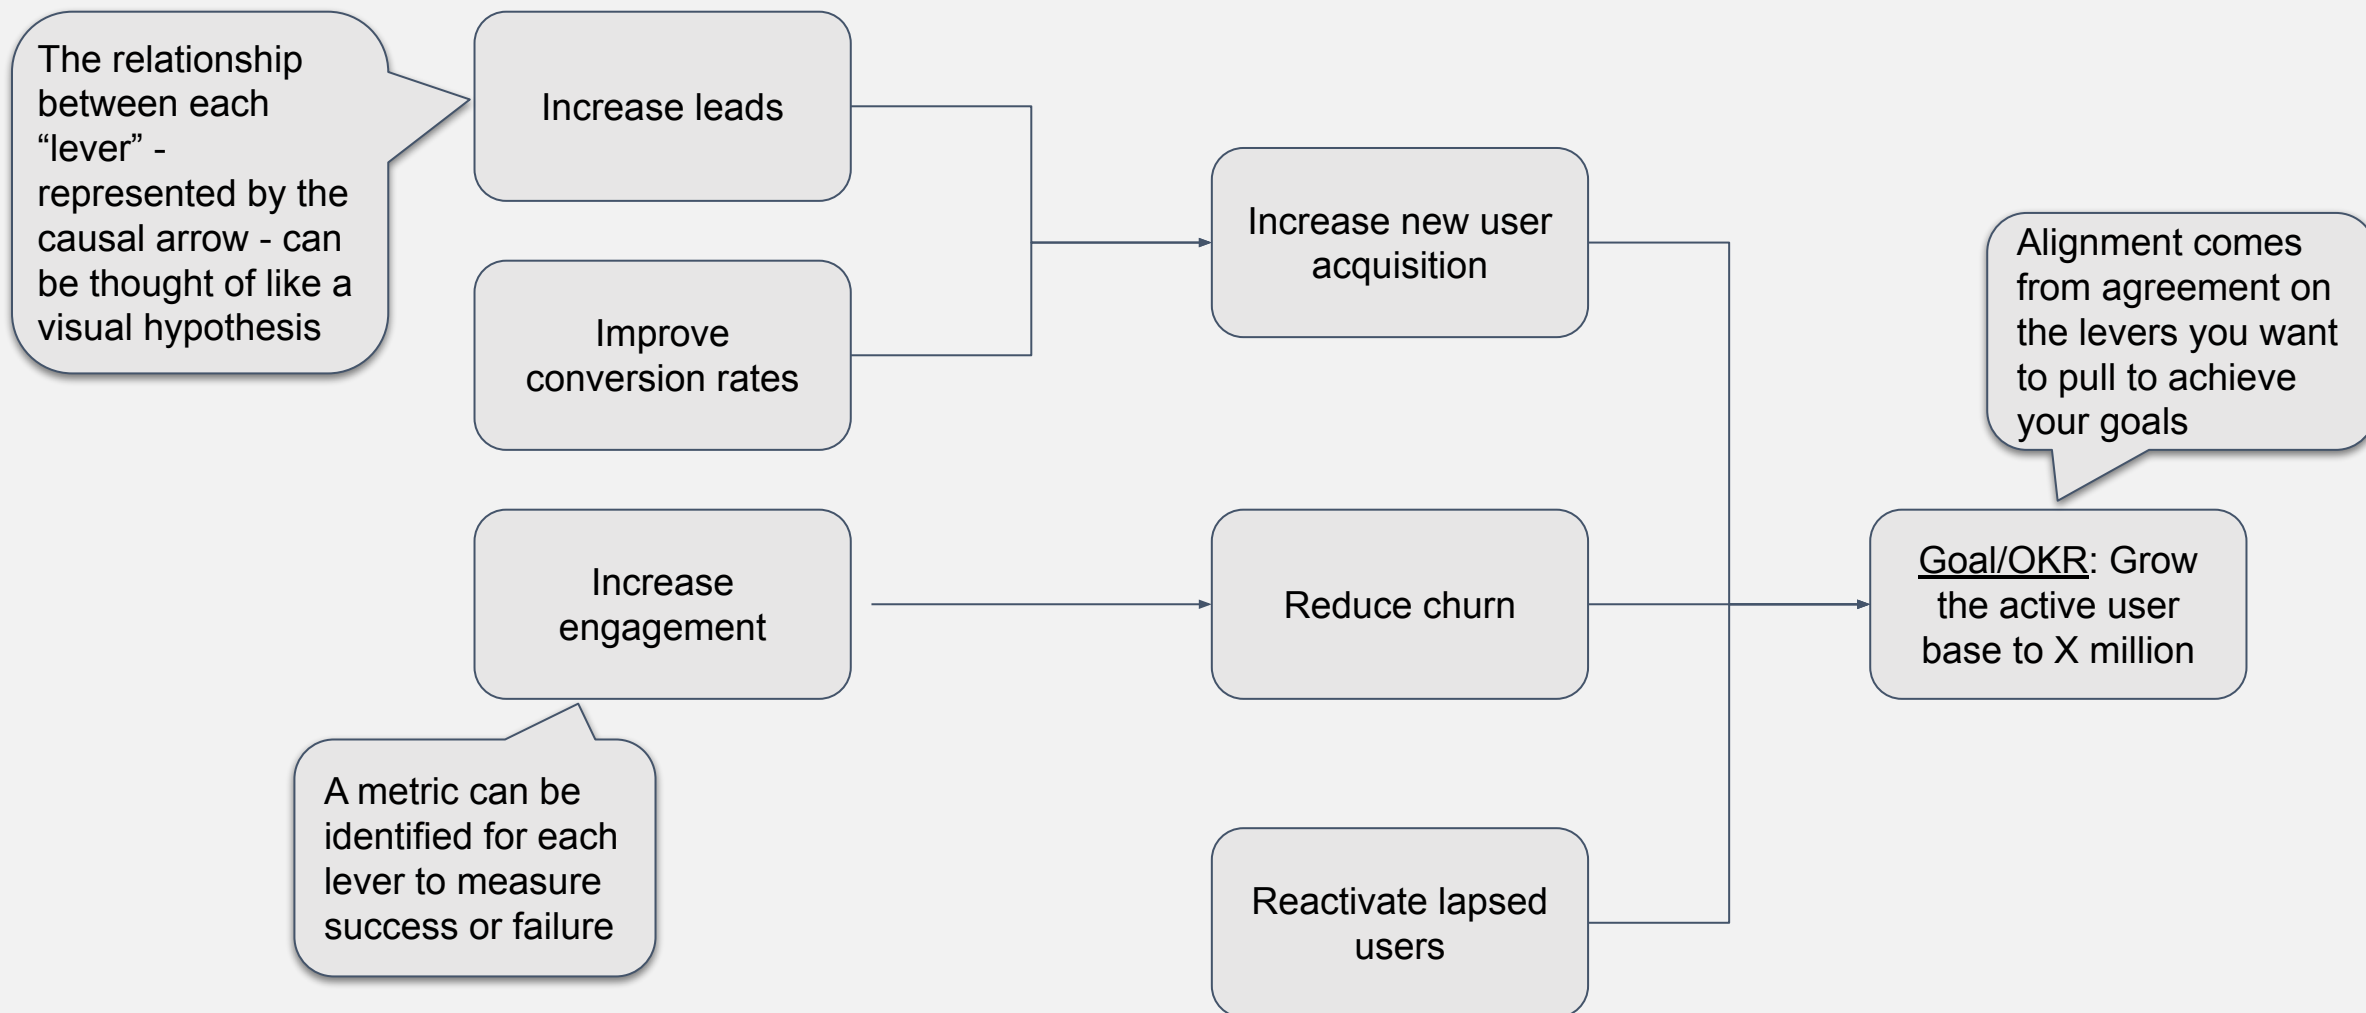 The relationship
between each
“lever” -
represented by the
causal arrow - can
be thought of like a
visual hypothesis
Increase leads
Improve
conversion rates
Increase new user
acquisition
Alignment comes
from agreement on
the levers you want
to pull to achieve
your goals
Increase
engagement
Reduce churn
Goal/OKR: Grow
the active user
base to X million
A metric can be
identified for each
lever to measure
success or failure
Reactivate lapsed
users